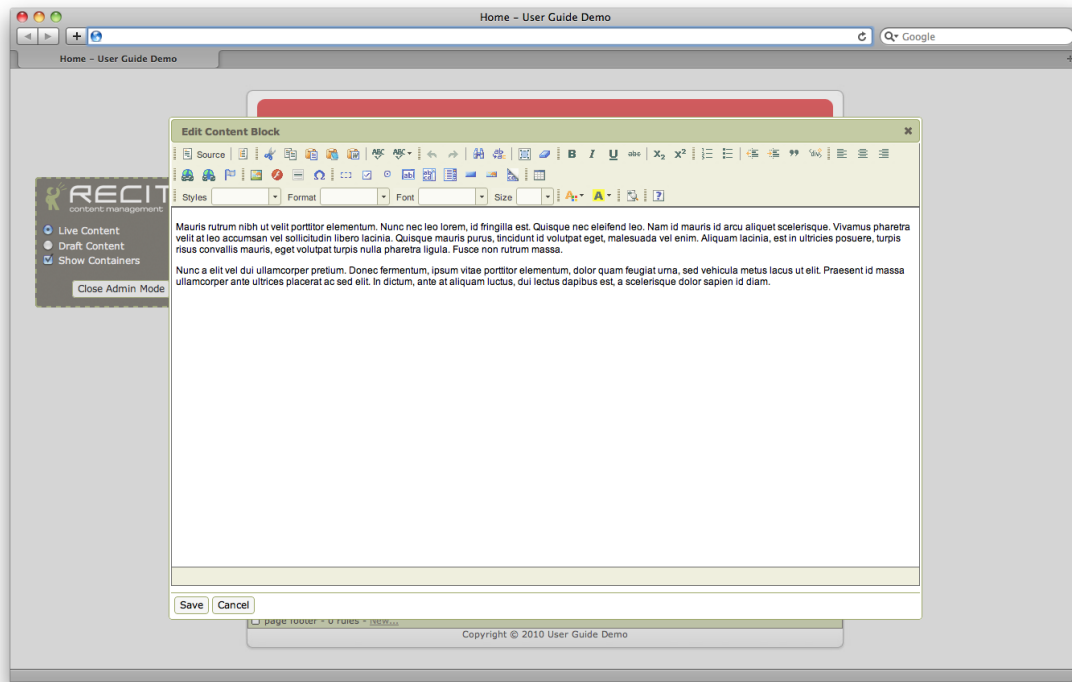 Home – User Guide Demo
Google
Home – User Guide Demo
Edit Content Block
Source
ABC ABC
B I U abc X₂ X²
Styles Format Font Size A A
RECIT
content management
Live Content
Draft Content
Show Containers
Close Admin Mode
Mauris rutrum nibh ut velit porttitor elementum. Nunc nec leo lorem, id fringilla est. Quisque nec eleifend leo. Nam id mauris id arcu aliquet scelerisque. Vivamus pharetra
velit at leo accumsan vel sollicitudin libero lacinia. Quisque mauris purus, tincidunt id volutpat eget, malesuada vel enim. Aliquam lacinia, est in ultricies posuere, turpis
risus convallis mauris, eget volutpat turpis nulla pharetra ligula. Fusce non rutrum massa.
Nunc a elit vel dui ullamcorper pretium. Donec fermentum, ipsum vitae porttitor elementum, dolor quam feugiat urna, sed vehicula metus lacus ut elit. Praesent id massa
ullamcorper ante ultrices placerat ac sed elit. In dictum, ante at aliquam luctus, dui lectus dapibus est, a scelerisque dolor sapien id diam.
Save Cancel
page footer - 0 rules - New...
Copyright © 2010 User Guide Demo